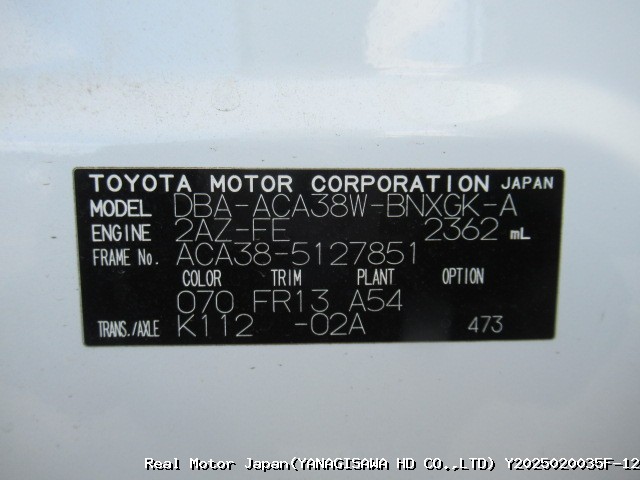 TOYOTA MOTOR CORPORATION JAPAN
MODEL DBA-ACA38W-BNXGK-A
ENGINE 2AZ-FE 2362 mL
FRAME No. ACA38-5127851
COLOR TRIM PLANT OPTION
070 FR13 A54
TRANS./AXLE K112 -02A 473
Real Motor Japan(YANAGISAWA HD CO.,LTD) Y2025020035F-12